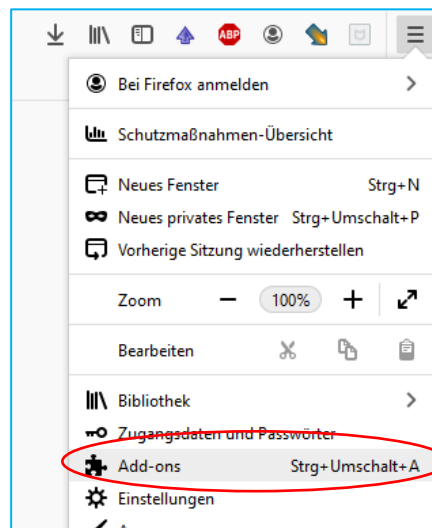 ABP
Bei Firefox anmelden
Schutzmaßnahmen-Übersicht
Neues Fenster Strg+N
Neues privates Fenster Strg+Umschalt+P
Vorherige Sitzung wiederherstellen
Zoom 100%
Bearbeiten
Bibliothek
Zugangsdaten und Passwörter
Add-ons Strg+Umschalt+A
Einstellungen